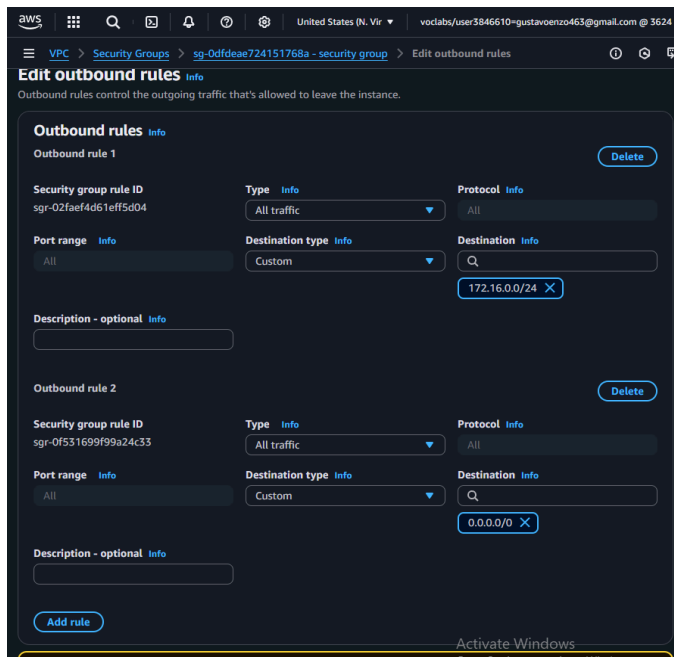 aws
United States (N. Vir ▼ voclabs/user3846610=gustavoenzo463@gmail.com @ 3624
VPC > Security Groups > sg-0dfdeae724151768a - security group > Edit outbound rules
Edit outbound rules Info
Outbound rules control the outgoing traffic that's allowed to leave the instance.
Outbound rules Info
Outbound rule 1 Delete
Security group rule ID Type Info Protocol Info
sgr-02faef4d61eff5d04 All traffic All
Port range Info Destination type Info Destination Info
All Custom
172.16.0.0/24
Description - optional Info
Outbound rule 2 Delete
Security group rule ID Type Info Protocol Info
sgr-0f531699f99a24c33 All traffic All
Port range Info Destination type Info Destination Info
All Custom
0.0.0.0/0
Description - optional Info
Add rule
Activate Windows